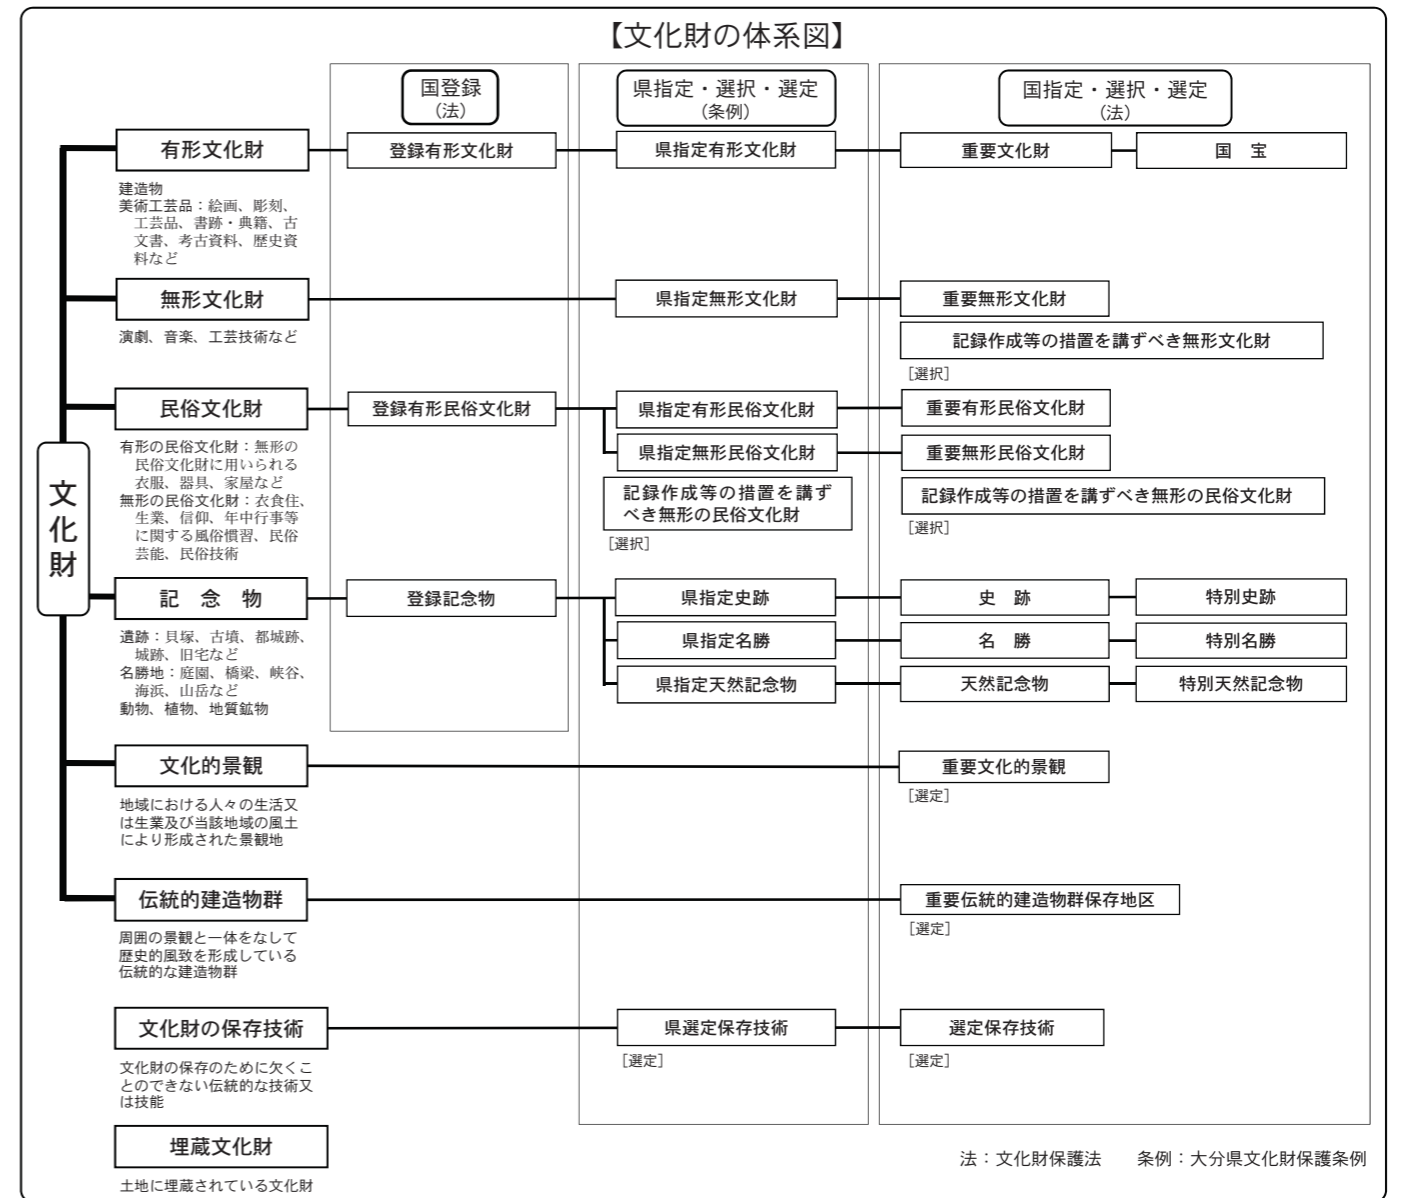 【文化財の体系図】
国登録
（法）
県指定・選択・選定
（条例）
国指定・選択・選定
（法）
文化財
有形文化財
登録有形文化財
県指定有形文化財
重要文化財
国　宝
建造物
美術工芸品：絵画、彫刻、
工芸品、書跡・典籍、古
文書、考古資料、歴史資
料など
無形文化財
県指定無形文化財
重要無形文化財
演劇、音楽、工芸技術など
記録作成等の措置を講ずべき無形文化財
［選択］
民俗文化財
登録有形民俗文化財
県指定有形民俗文化財
重要有形民俗文化財
県指定無形民俗文化財
重要無形民俗文化財
有形の民俗文化財：無形の
民俗文化財に用いられる
衣服、器具、家屋など
無形の民俗文化財：衣食住、
生業、信仰、年中行事等
に関する風俗慣習、民俗
芸能、民俗技術
記録作成等の措置を講ず
べき無形の民俗文化財
［選択］
記録作成等の措置を講ずべき無形の民俗文化財
［選択］
記　念　物
登録記念物
県指定史跡
史　跡
特別史跡
県指定名勝
名　勝
特別名勝
県指定天然記念物
天然記念物
特別天然記念物
遺跡：貝塚、古墳、都城跡、
城跡、旧宅など
名勝地：庭園、橋梁、峡谷、
海浜、山岳など
動物、植物、地質鉱物
文化的景観
重要文化的景観
［選定］
地域における人々の生活又
は生業及び当該地域の風土
により形成された景観地
伝統的建造物群
重要伝統的建造物群保存地区
［選定］
周囲の景観と一体をなして
歴史的風致を形成している
伝統的な建造物群
文化財の保存技術
県選定保存技術
選定保存技術
［選定］
［選定］
文化財の保存のために欠くこ
とのできない伝統的な技術又
は技能
埋蔵文化財
土地に埋蔵されている文化財
法：文化財保護法　　条例：大分県文化財保護条例